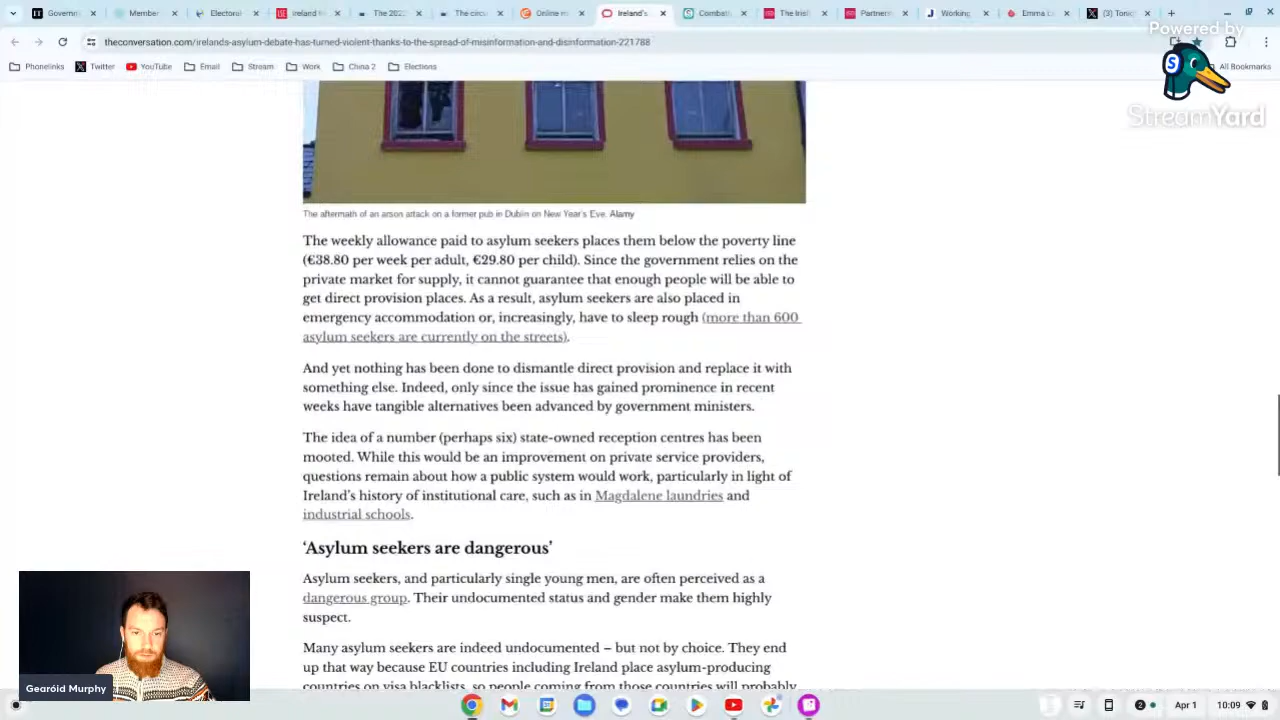 Ireland's
Combati
The Irish
Partner
Working
Emma L
(3) Tonig
theconversation.com/irelands-asylum-debate-has-turned-violent-thanks-to-the-spread-of-misinformation-and-disinformation-221788
Powered by
Phonelinks
Twitter
YouTube
Email
Stream
Work
China 2
Elections
All Bookmarks
S
StreamYard
The aftermath of an arson attack on a former pub in Dublin on New Year's Eve. Alamy
The weekly allowance paid to asylum seekers places them below the poverty line
(€38.80 per week per adult, €29.80 per child). Since the government relies on the
private market for supply, it cannot guarantee that enough people will be able to
get direct provision places. As a result, asylum seekers are also placed in
emergency accommodation or, increasingly, have to sleep rough (more than 600
asylum seekers are currently on the streets).
And yet nothing has been done to dismantle direct provision and replace it with
something else. Indeed, only since the issue has gained prominence in recent
weeks have tangible alternatives been advanced by government ministers.
The idea of a number (perhaps six) state-owned reception centres has been
mooted. While this would be an improvement on private service providers,
questions remain about how a public system would work, particularly in light of
Ireland's history of institutional care, such as in Magdalene laundries and
industrial schools.
'Asylum seekers are dangerous'
Asylum seekers, and particularly single young men, are often perceived as a
dangerous group. Their undocumented status and gender make them highly
suspect.
Many asylum seekers are indeed undocumented – but not by choice. They end
up that way because EU countries including Ireland place asylum-producing
countries on visa blacklists, so people coming from those countries will probably
Gearóid Murphy
2
Apr 1
10:09